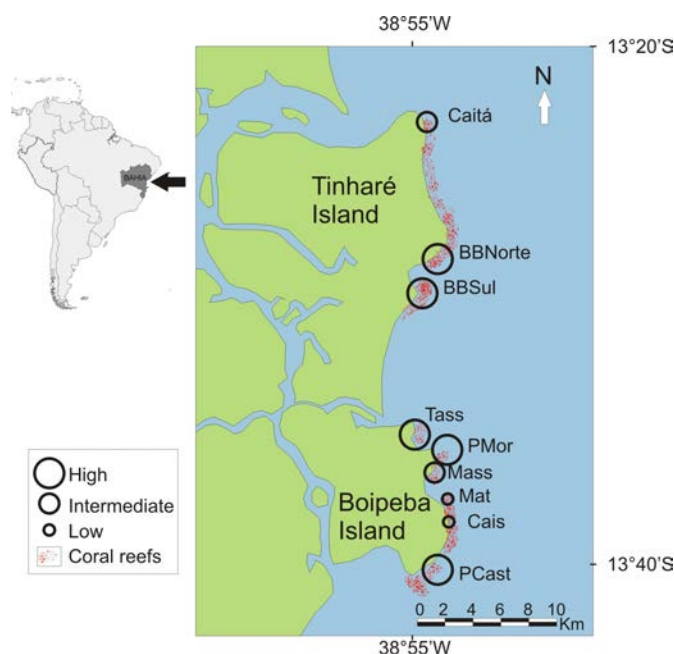 38°55'W
13°20'S
N
Caitá
BAHIA
Tinharé
Island
BBNorte
BBSul
Tass
PMor
Mass
Mat
Cais
Boipeba
Island
PCast
High
Intermediate
Low
Coral reefs
13°40'S
0 2 4 6 8 10
Km
38°55'W